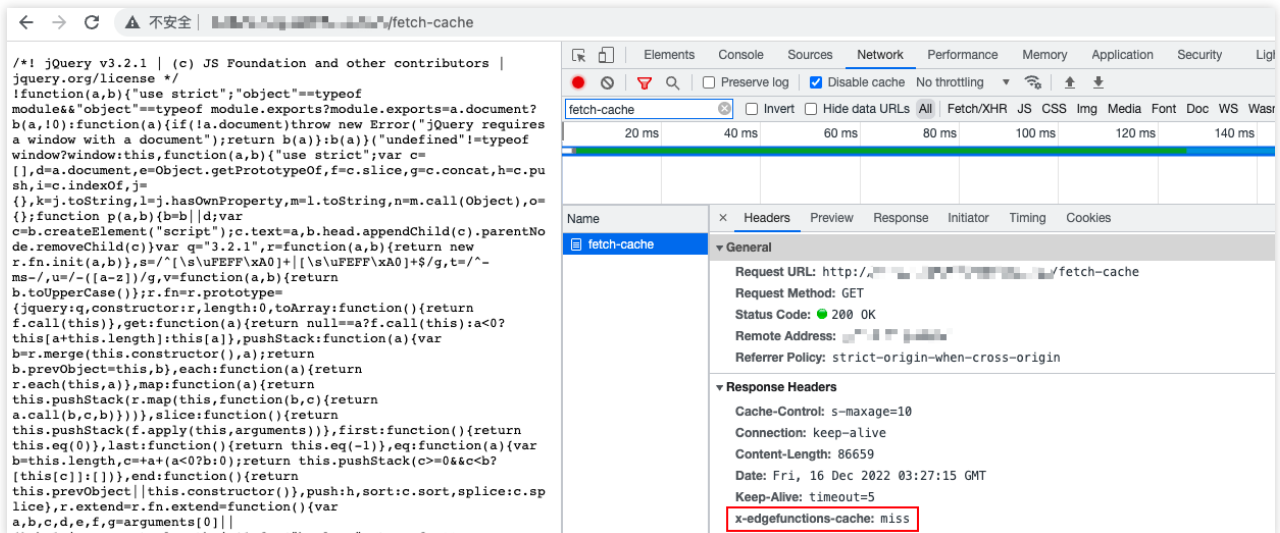 不安全 /fetch-cache
/*! jQuery v3.2.1 | (c) JS Foundation and other contributors |
jquery.org/license */
!function(a,b){"use strict";"object"==typeof
module&&"object"==typeof module.exports?module.exports=a.document?
b(a,!0):function(a){if(!a.document)throw new Error("jQuery requires
a window with a document");return b(a)}:b(a)}("undefined"!=typeof
window?window:this,function(a,b){"use strict";var c=
[],d=a.document,e=Object.getPrototypeOf,f=c.slice,g=c.concat,h=c.pu
sh,i=c.indexOf,j=
{},k=j.toString,l=j.hasOwnProperty,m=l.toString,n=m.call(Object),o=
{};function p(a,b){b=b||d;var
c=b.createElement("script");c.text=a,b.head.appendChild(c).parentNo
de.removeChild(c)}var q="3.2.1",r=function(a,b){return new
r.fn.init(a,b)},s=/^[\s\uFEFF\xA0]+|[\s\uFEFF\xA0]+$/g,t=/^-
ms-/,u=/-([a-z])/g,v=function(a,b){return
b.toUpperCase()};r.fn=r.prototype=
{jquery:q,constructor:r,length:0,toArray:function(){return
f.call(this)},get:function(a){return null==a?f.call(this):a<0?
this[a+this.length]:this[a]},pushStack:function(a){var
b=r.merge(this.constructor(),a);return
b.prevObject=this,b},each:function(a){return
r.each(this,a)},map:function(a){return
this.pushStack(r.map(this,function(b,c){return
a.call(b,c,b)}))},slice:function(){return
this.pushStack(f.apply(this,arguments))},first:function(){return
this.eq(0)},last:function(){return this.eq(-1)},eq:function(a){var
b=this.length,c=+a+(a<0?b:0);return this.pushStack(c>=0&&c<b?
[this[c]]:[])},end:function(){return
this.prevObject||this.constructor()},push:h,sort:c.sort,splice:c.sp
lice},r.extend=r.fn.extend=function(){var
a,b,c,d,e,f,g=arguments[0]||
Elements Console Sources Network Performance Memory Application Security Ligl
Preserve log Disable cache No throttling
fetch-cache Invert Hide data URLs All Fetch/XHR JS CSS Img Media Font Doc WS Wasm
20 ms 40 ms 60 ms 80 ms 100 ms 120 ms 140 ms
Name
fetch-cache
× Headers Preview Response Initiator Timing Cookies
General
Request URL: http:/ /fetch-cache
Request Method: GET
Status Code: 200 OK
Remote Address:
Referrer Policy: strict-origin-when-cross-origin
Response Headers
Cache-Control: s-maxage=10
Connection: keep-alive
Content-Length: 86659
Date: Fri, 16 Dec 2022 03:27:15 GMT
Keep-Alive: timeout=5
x-edgefunctions-cache: miss